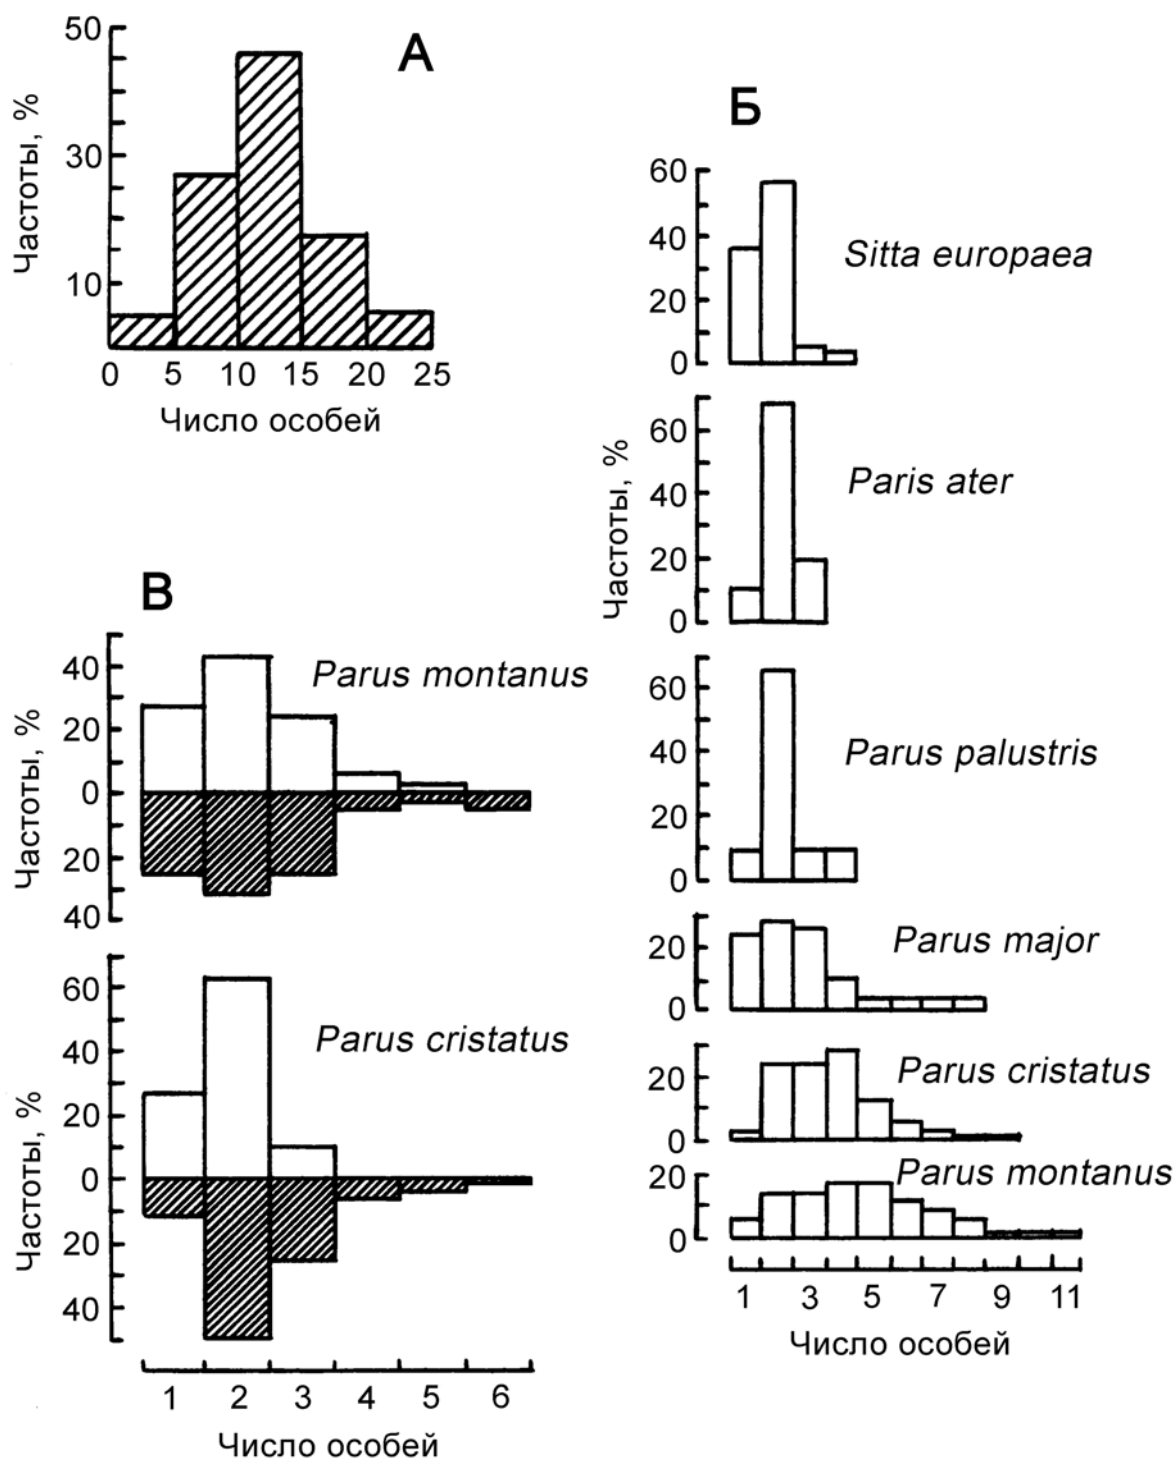 А
50
30
10
Частоты, %
0 5 10 15 20 25
Число особей
Б
Частоты, %
60
40
20
0
Sitta europaea
60
40
20
0
Paris ater
60
40
20
0
Parus palustris
20
0
Parus major
20
0
Parus cristatus
20
0
Parus montanus
1 3 5 7 9 11
Число особей
В
Частоты, %
40
20
0
Parus montanus
Частоты, %
20
40
60
40
20
0
Parus cristatus
Частоты, %
20
40
1 2 3 4 5 6
Число особей